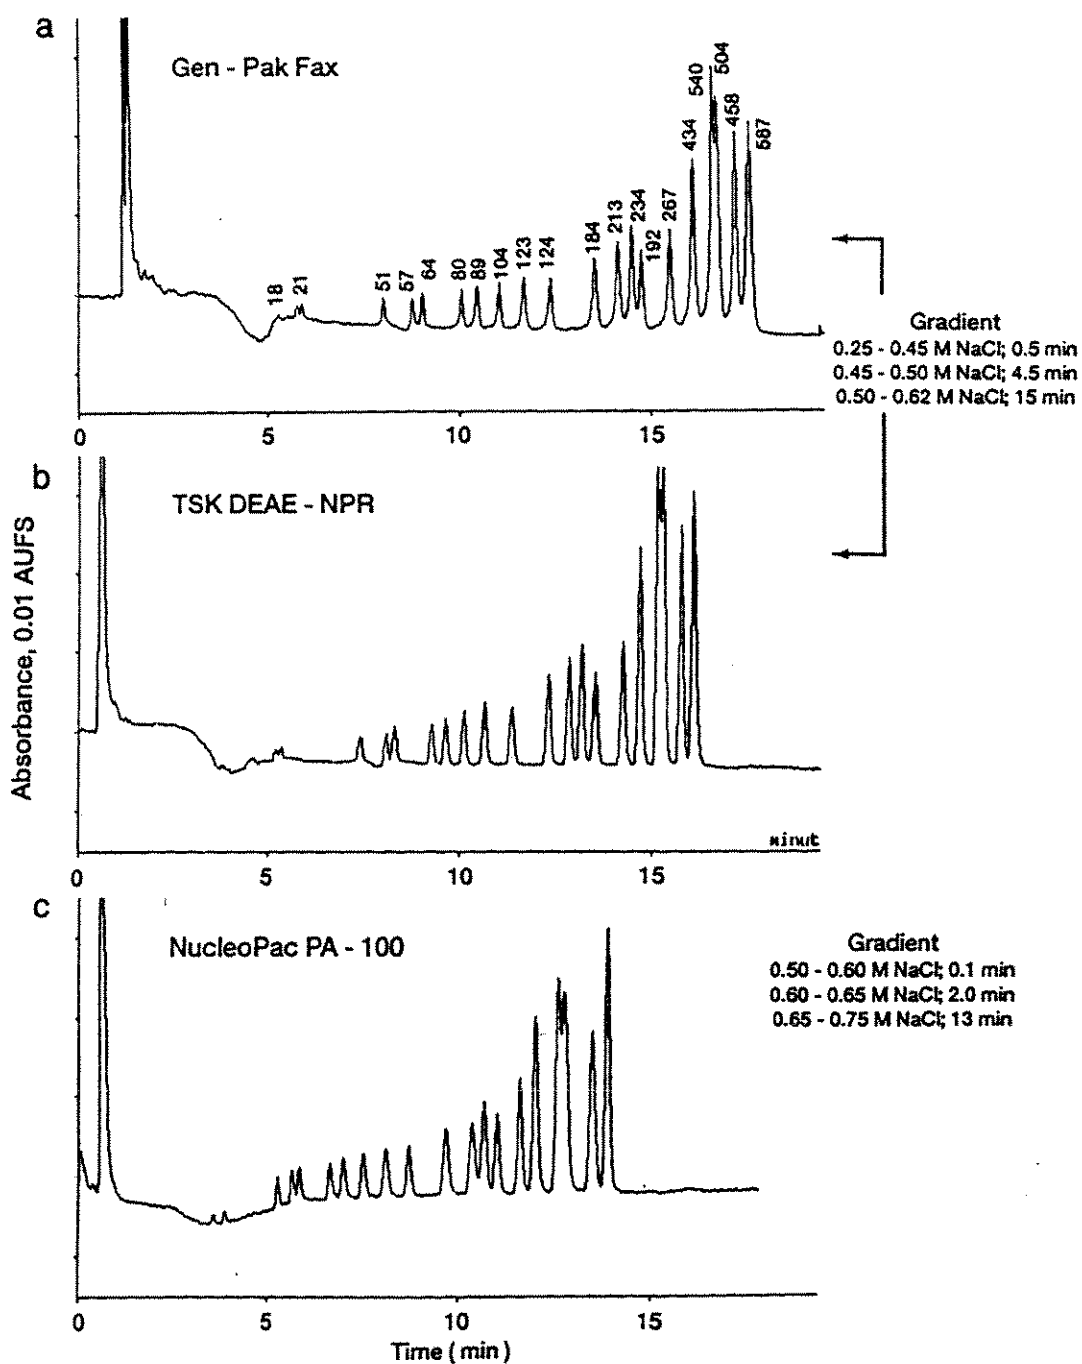 a
Gen - Pak Fax
18
21
51
57
64
80
89
104
123
124
184
213
234
192
267
434
540
504
458
587
0
5
10
15
Gradient
0.25 - 0.45 M NaCl; 0.5 min
0.45 - 0.50 M NaCl; 4.5 min
0.50 - 0.62 M NaCl; 15 min
b
TSK DEAE - NPR
Absorbance, 0.01 AUFS
minut
0
5
10
15
c
NucleoPac PA - 100
Gradient
0.50 - 0.60 M NaCl; 0.1 min
0.60 - 0.65 M NaCl; 2.0 min
0.65 - 0.75 M NaCl; 13 min
0
5
10
15
Time ( min )